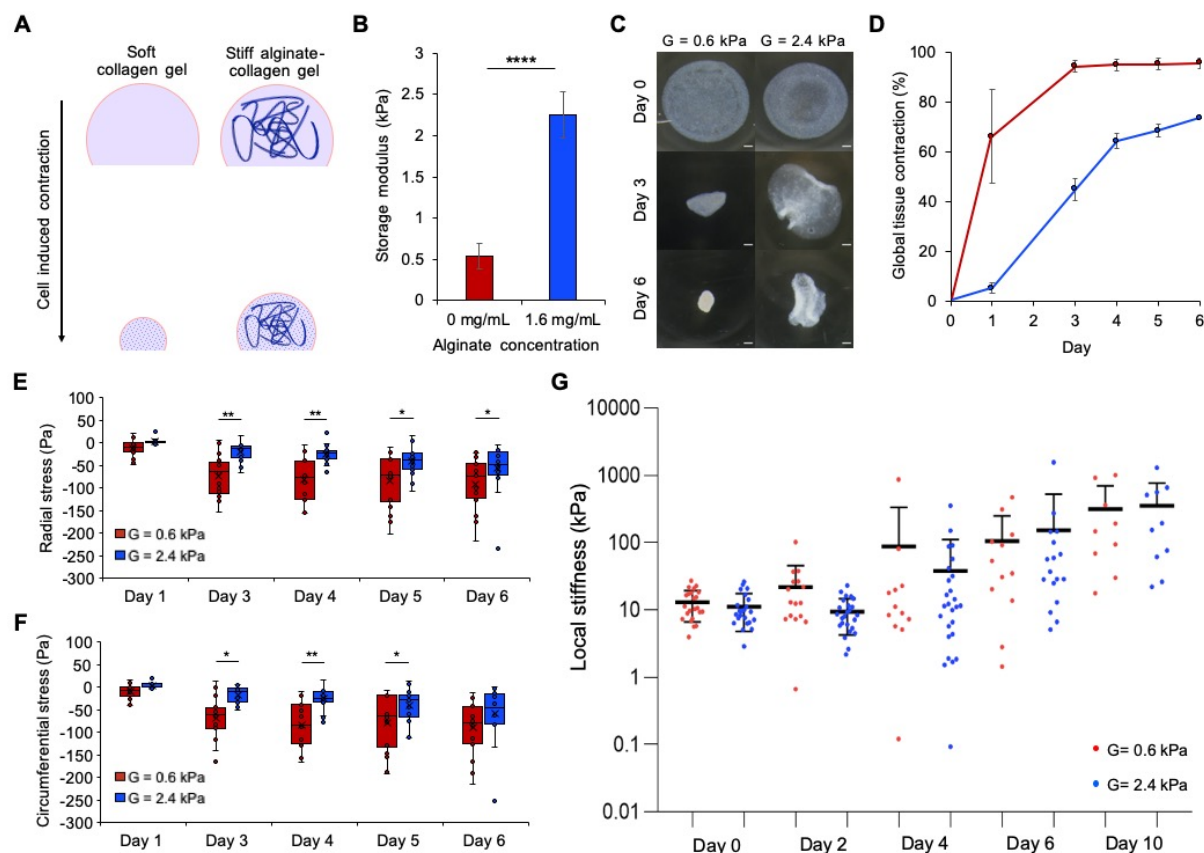 A
Soft
collagen gel
Stiff alginate-
collagen gel
Cell induced contraction
B
Storage modulus (kPa)
3
2.5
2
1.5
1
0.5
0
****
0 mg/mL
1.6 mg/mL
Alginate concentration
C
G = 0.6 kPa
G = 2.4 kPa
Day 0
Day 3
Day 6
D
Global tissue contraction (%)
100
80
60
40
20
0
0
1
2
3
4
5
6
Day
E
Radial stress (Pa)
100
50
0
-50
-100
-150
-200
-250
-300
**
**
*
*
G = 0.6 kPa
G = 2.4 kPa
Day 1
Day 3
Day 4
Day 5
Day 6
F
Circumferential stress (Pa)
100
50
0
-50
-100
-150
-200
-250
-300
*
**
*
G = 0.6 kPa
G = 2.4 kPa
Day 1
Day 3
Day 4
Day 5
Day 6
G
Local stiffness (kPa)
10000
1000
100
10
1
0.1
0.01
G= 0.6 kPa
G= 2.4 kPa
Day 0
Day 2
Day 4
Day 6
Day 10